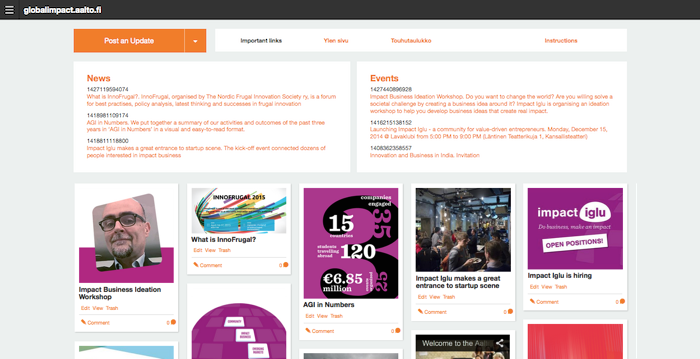 globalimpact.aalto.fi
Post an Update
Important links
Ylen sivu
Touhutaulukko
Instructions
News
1427119594074
What is InnoFrugal?. InnoFrugal, organised by The Nordic Frugal Innovation Society ry, is a forum
for best practises, policy analysis, latest thinking and successes in frugal innovation
1418981109174
AGI in Numbers. We put together a summary of our activities and outcomes of the past three
years in 'AGI in Numbers' in a visual and easy-to-read format.
1418811118800
Impact Iglu makes a great entrance to startup scene. The kick-off event connected dozens of
people interested in impact business
Events
1427440896928
Impact Business Ideation Workshop. Do you want to change the world? Are you willing solve a
societal challenge by creating a business idea around it? Impact Iglu is organising an ideation
workshop to help you develop business ideas that create real impact.
1416215138152
Launching Impact Iglu - a community for value-driven entrepreneurs. Monday, December 15,
2014 @ Lavaklubi from 5:00 PM to 9:00 PM (Läntinen Teatterikuja 1, Kansallisteatteri)
1408362358557
Innovation and Business in India. Invitation
Impact Business Ideation
Workshop
Edit View Trash
Comment 0
INNOFRUGAL 2015
What is InnoFrugal?
Edit View Trash
Comment 0
companies
engaged
35
15
countries
students
travelling
abroad
120
€6.85
million
225
AGI in Numbers
Edit View Trash
Comment 0
Impact Iglu makes a great
entrance to startup scene
Edit View Trash
Comment 0
Welcome to the Aa
impact iglu
Do business, make an impact
OPEN POSITIONS!
Impact Iglu is hiring
Edit View Trash
Comment 0